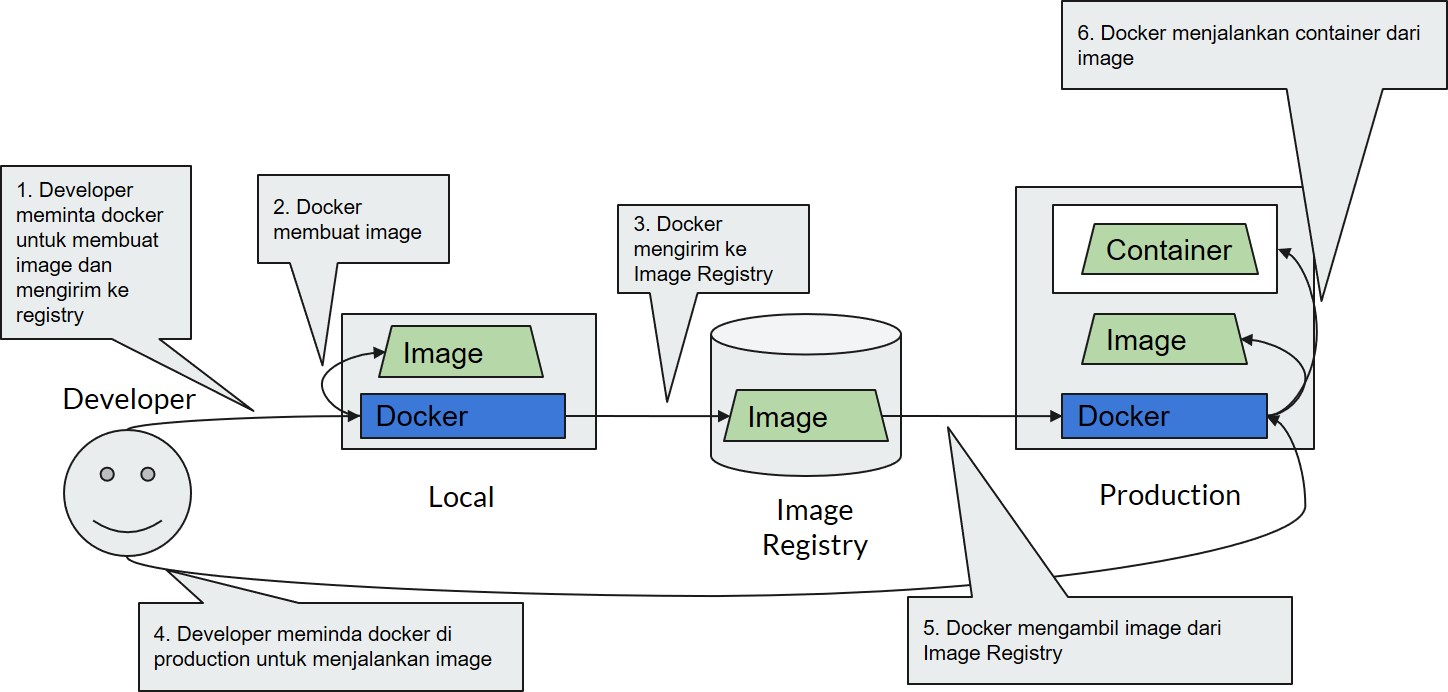 6. Docker menjalankan container dari
image
1. Developer
meminta docker
untuk membuat
image dan
mengirim ke
registry
2. Docker
membuat image
3. Docker
mengirim ke
Image Registry
Container
Image
Image
Docker
Developer
Docker
Image
Docker
Local
Image
Registry
Production
4. Developer meminda docker di
production untuk menjalankan image
5. Docker mengambil image dari
Image Registry